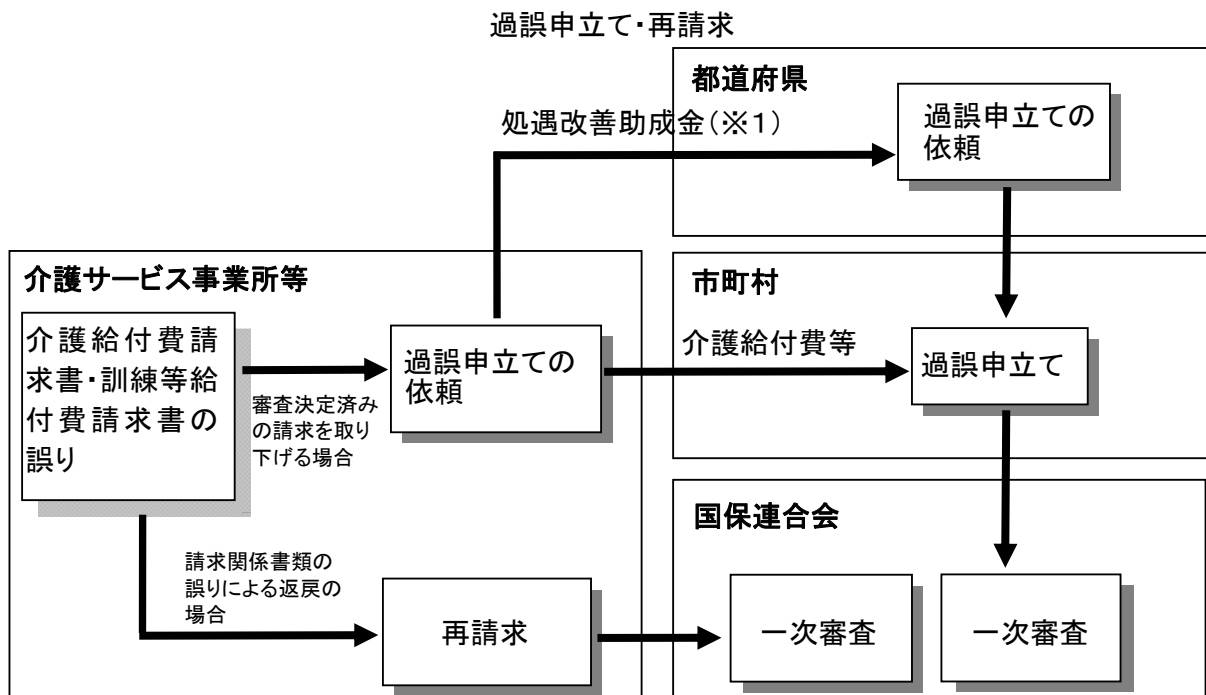 過誤申立て・再請求
都道府県
処遇改善助成金(※1)
過誤申立ての
依頼
介護サービス事業所等
市町村
介護給付費請
求書・訓練等給
付費請求書の
誤り
過誤申立ての
依頼
介護給付費等
過誤申立て
審査決定済み
の請求を取り
下げる場合
国保連合会
請求関係書類の
誤りによる返戻の
場合
再請求
一次審査
一次審査